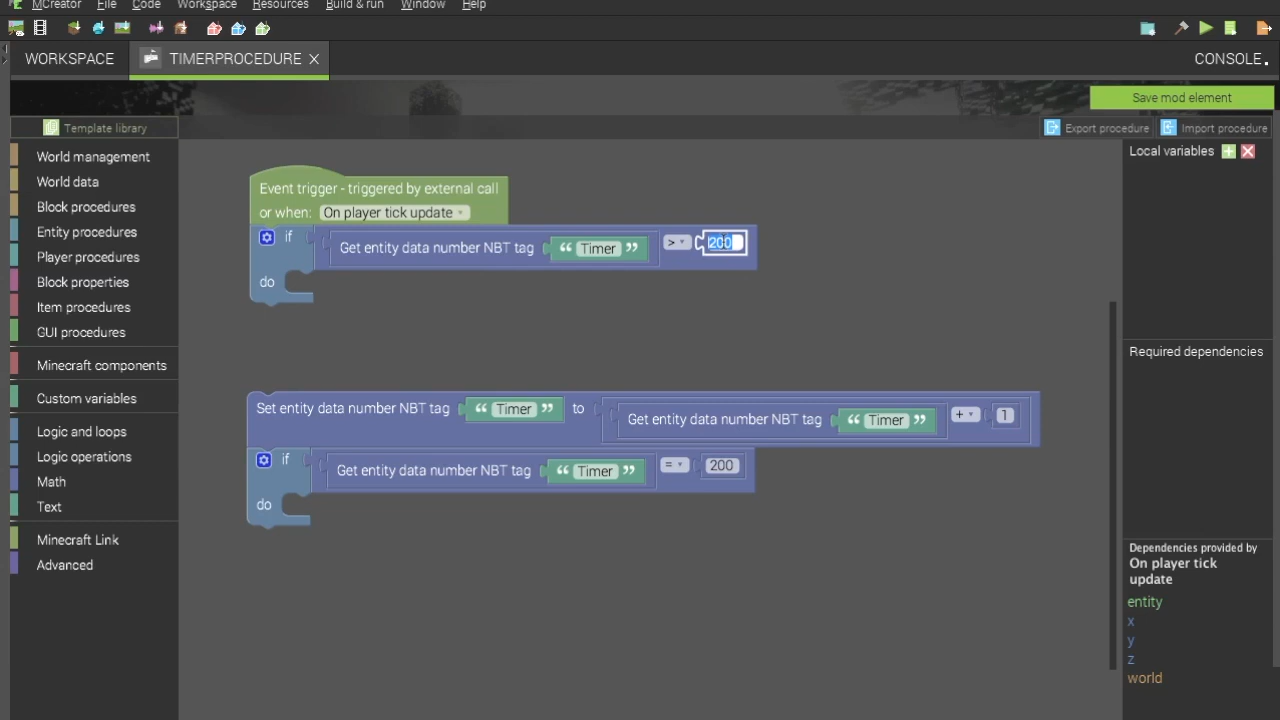 MCreator File Code Workspace Resources Build & run Window Help
WORKSPACE TIMERPROCEDURE CONSOLE
Save mod element
Template library Export procedure Import procedure
World management
World data
Block procedures
Entity procedures
Player procedures
Block properties
Item procedures
GUI procedures
Minecraft components
Custom variables
Logic and loops
Logic operations
Math
Text
Minecraft Link
Advanced
Event trigger - triggered by external call
or when: On player tick update
if Get entity data number NBT tag “ Timer ” > 200
do
Set entity data number NBT tag “ Timer ” to Get entity data number NBT tag “ Timer ” + 1
if Get entity data number NBT tag “ Timer ” = 200
do
Local variables
Required dependencies
Dependencies provided by
On player tick
update
entity
x
y
z
world